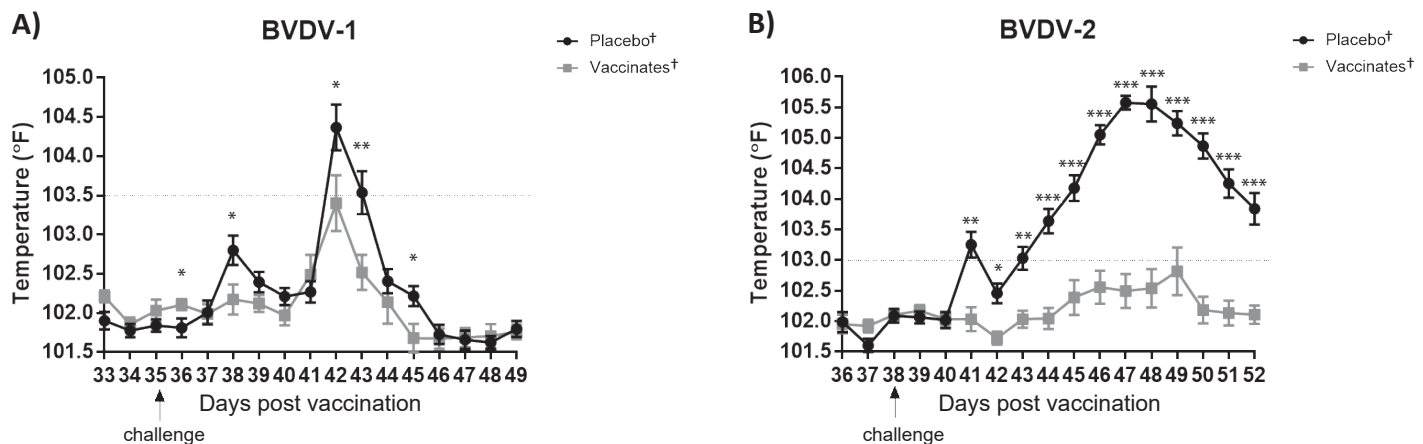 A)
BVDV-1
Placebo†
Vaccinates†
105.0
104.5
104.0
103.5
103.0
102.5
102.0
101.5
Temperature (°F)
*
*
*
**
*
33 34 35 36 37 38 39 40 41 42 43 44 45 46 47 48 49
Days post vaccination
challenge
B)
BVDV-2
Placebo†
Vaccinates†
106.0
105.5
105.0
104.5
104.0
103.5
103.0
102.5
102.0
101.5
Temperature (°F)
**
*
**
***
***
***
***
***
***
***
***
***
36 37 38 39 40 41 42 43 44 45 46 47 48 49 50 51 52
Days post vaccination
challenge